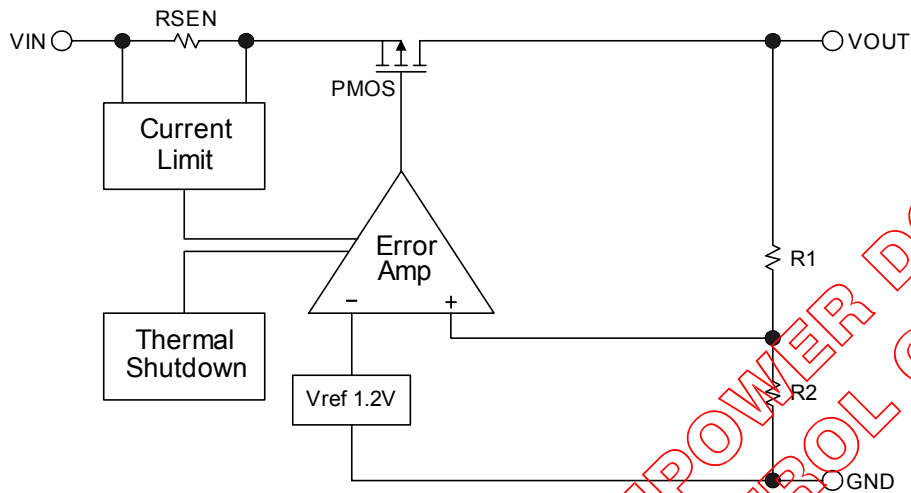 RSEN
VIN
VOUT
PMOS
Current
Limit
Error
Amp
R1
− +
Thermal
Shutdown
Vref 1.2V
R2
GND